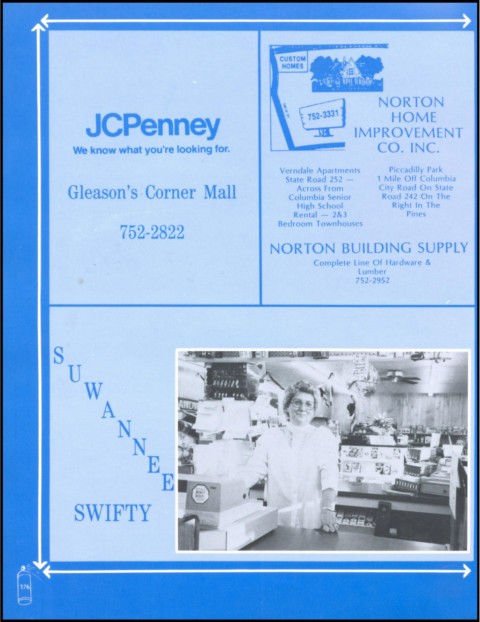 JCPenney
We know what you're looking for.
Gleason's Corner Mall
752-2822
CUSTOM
HOMES
752-3331
NORTON
HOME
IMPROVEMENT
CO. INC.
Verndale Apartments
State Road 252 —
Across From
Columbia Senior
High School
Rental — 2&3
Bedroom Townhouses
Piccadilly Park
1 Mile Off Columbia
City Road On State
Road 242 On The
Right In The
Pines
NORTON BUILDING SUPPLY
Complete Line Of Hardware &
Lumber
752-2952
SUWANNEE
SWIFTY
176